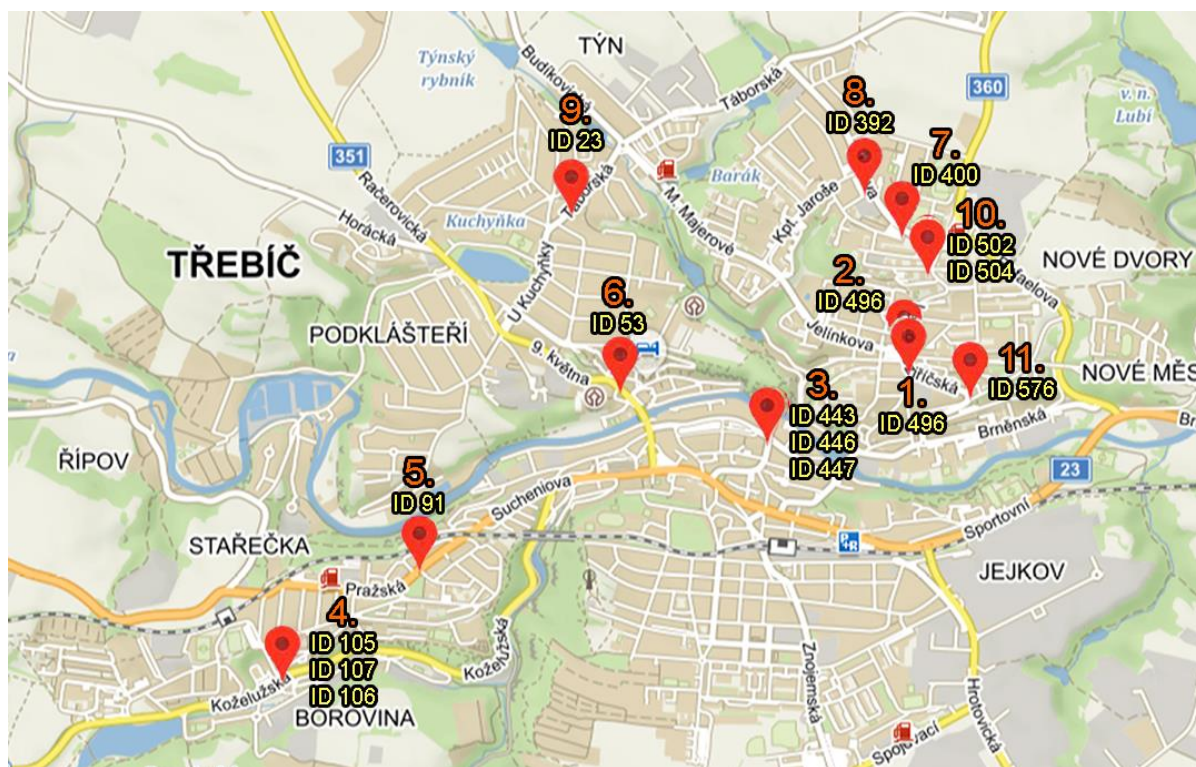 TÝN
Týnský
rybník
Budíkovická
Táborská
360
v. n.
Lubí
8.
ID 392
9.
ID 23
7.
ID 400
351
Račerovická
Táborská
M. Majerové
Barák
Kpt. Jaroše
Horácká
Kuchyňka
10.
ID 502
ID 504
NOVÉ DVORY
TŘEBÍČ
U Kuchyňky
6.
ID 53
2.
ID 496
PODKLÁŠTEŘÍ
Jelínkova
9. května
11.
ID 576
3.
ID 443
ID 446
ID 447
1.
ID 496
Brněnská
ŘÍPOV
5.
ID 91
Sucheniova
23
Sportovní
STAŘEČKA
P+R
JEJKOV
Pražská
4.
ID 105
ID 107
ID 106
Koželužská
Koželužská
BOROVINA
Znojemská
Hrotovická
Spojovací